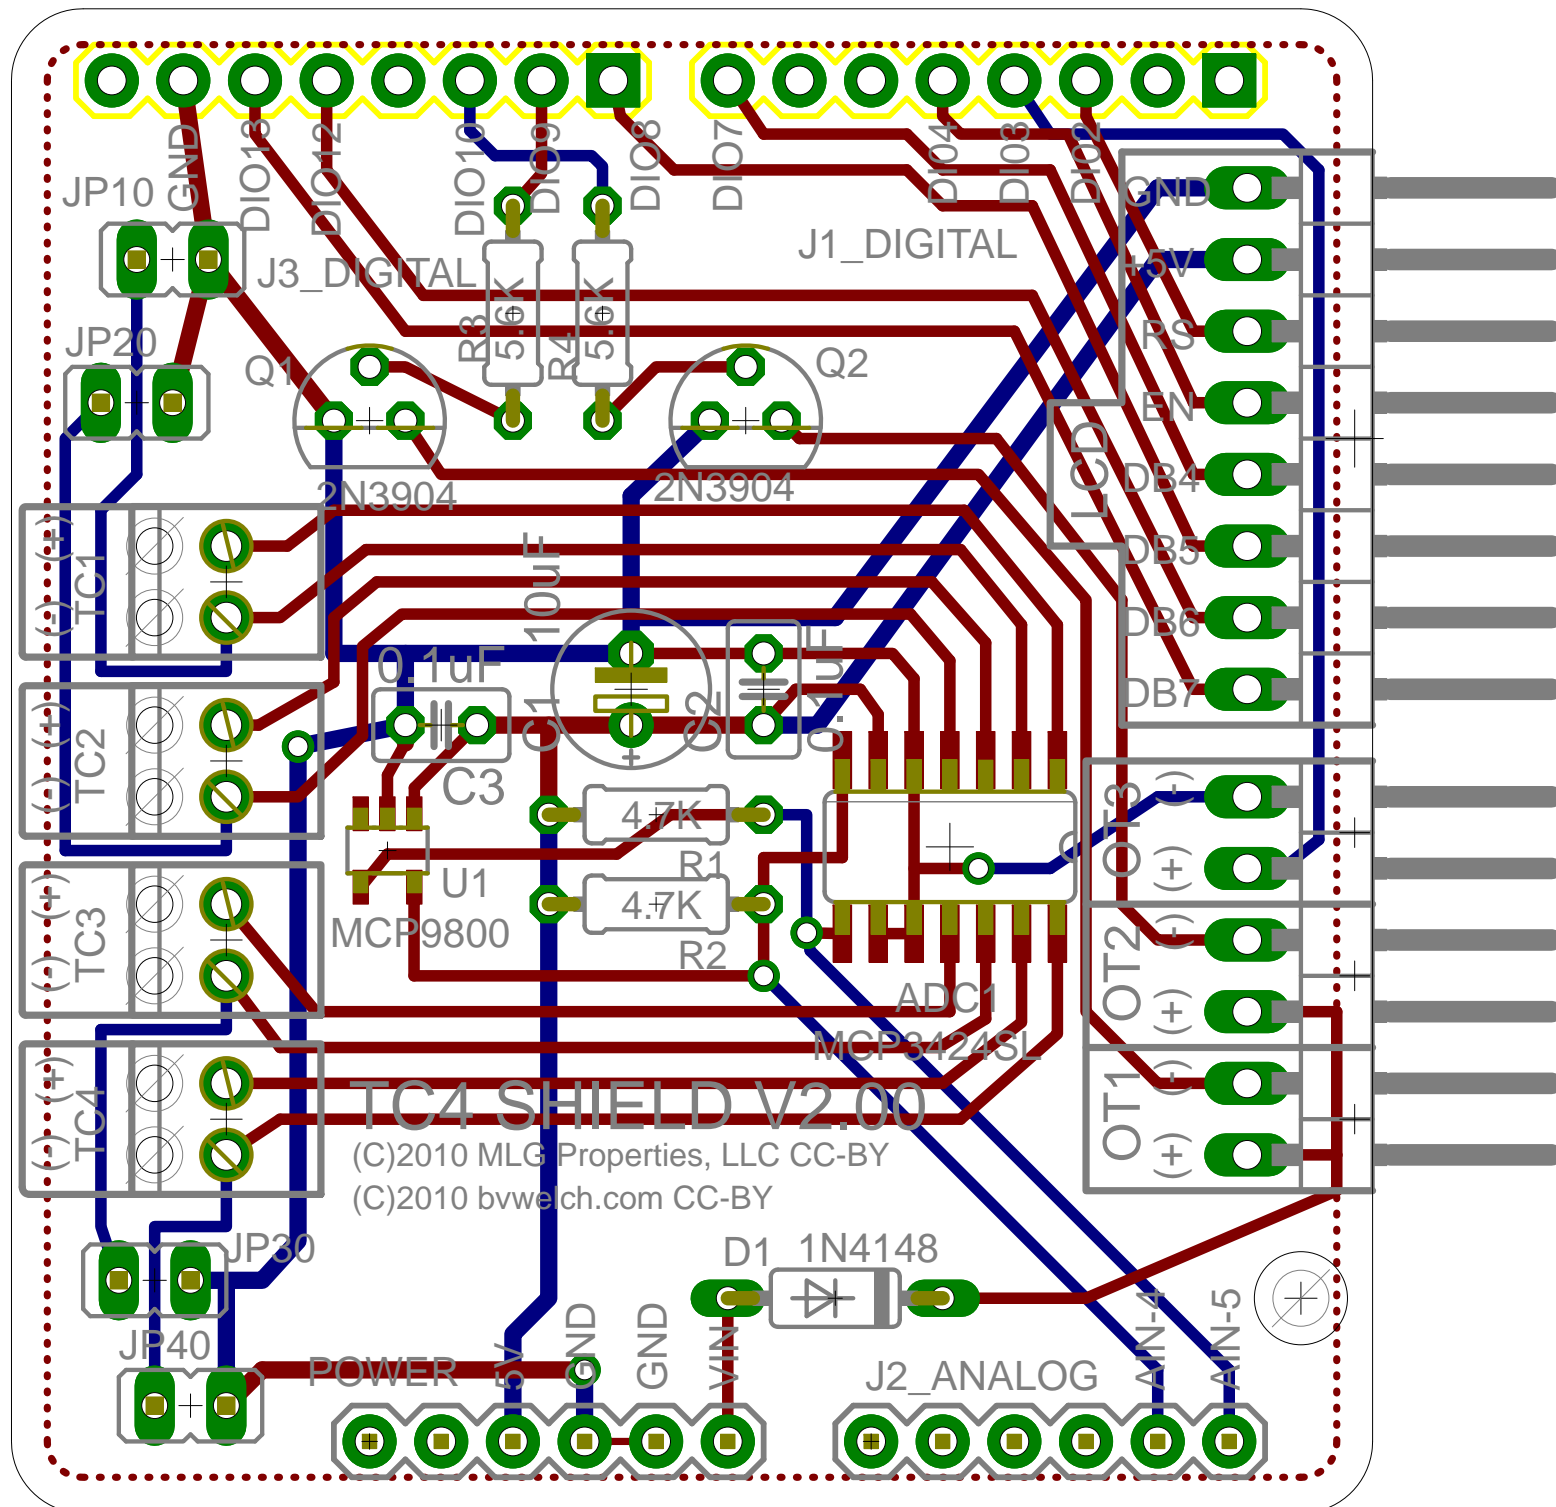 GND
DIO13
DIO12
DIO10
DIO9
DIO8
DIO7
DIO4
DIO3
DIO2
JP10
J3_DIGITAL
J1_DIGITAL
GND
+5V
RS
EN
DB4
DB5
DB6
DB7
LCD
JP20
Q1
2N3904
R3
5.6K
R4
5.6K
Q2
2N3904
(+)
(-)
TC1
10uF
C1
0.1uF
C3
C2
0.1uF
+
(+)
(-)
TC2
4.7K
R1
4.7K
R2
U1
MCP9800
(+)
(-)
TC3
ADC1
MCP3424SL
OT3
(-)
(+)
OT2
(-)
(+)
OT1
(-)
(+)
(+)
(-)
TC4
TC4 SHIELD V2.00
(C)2010 MLG Properties, LLC CC-BY
(C)2010 bvwelch.com CC-BY
JP30
D1
1N4148
JP40
POWER
5V
GND
GND
VIN
J2_ANALOG
AIN-4
AIN-5